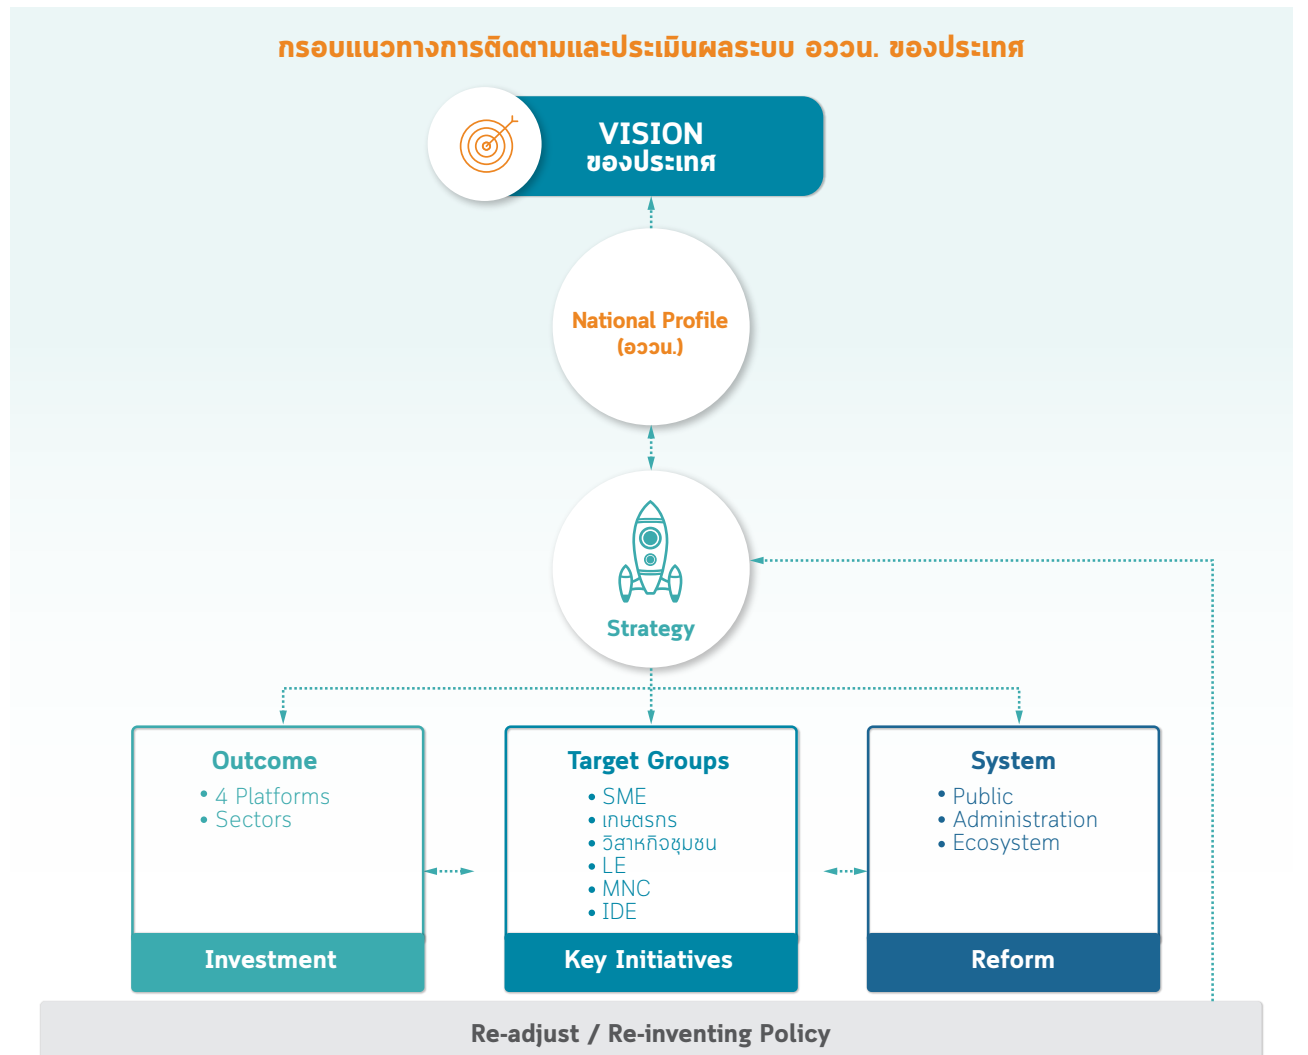 กรอบแนวทางการติดตามและประเมินผลระบบ อววน. ของประเทศ
VISION
ของประเทศ
National Profile
(อววน.)
Strategy
Outcome
• 4 Platforms
• Sectors
Investment
Target Groups
• SME
• เกษตรกร
• วิสาหกิจชุมชน
• LE
• MNC
• IDE
Key Initiatives
System
• Public
• Administration
• Ecosystem
Reform
Re-adjust / Re-inventing Policy